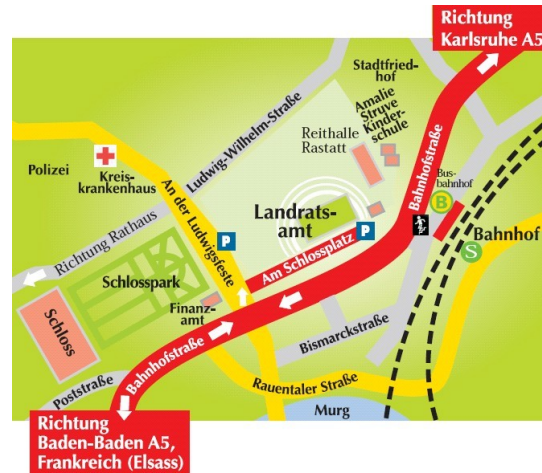 Richtung
Karlsruhe A5
Stadtfried-
hof
Amalie
Struve
Kinder-
schule
Reithalle
Rastatt
Ludwig-Wilhelm-Straße
Polizei
Kreis-
krankenhaus
An der Ludwigsfeste
Bahnhofstraße
Bus-
bahnhof
B
Landrats-
amt
P
P
Bahnhof
S
Richtung Rathaus
Am Schlossplatz
Schlosspark
Finanz-
amt
Schloss
Bahnhofstraße
Bismarckstraße
Poststraße
Rauentaler Straße
Murg
Richtung
Baden-Baden A5,
Frankreich (Elsass)